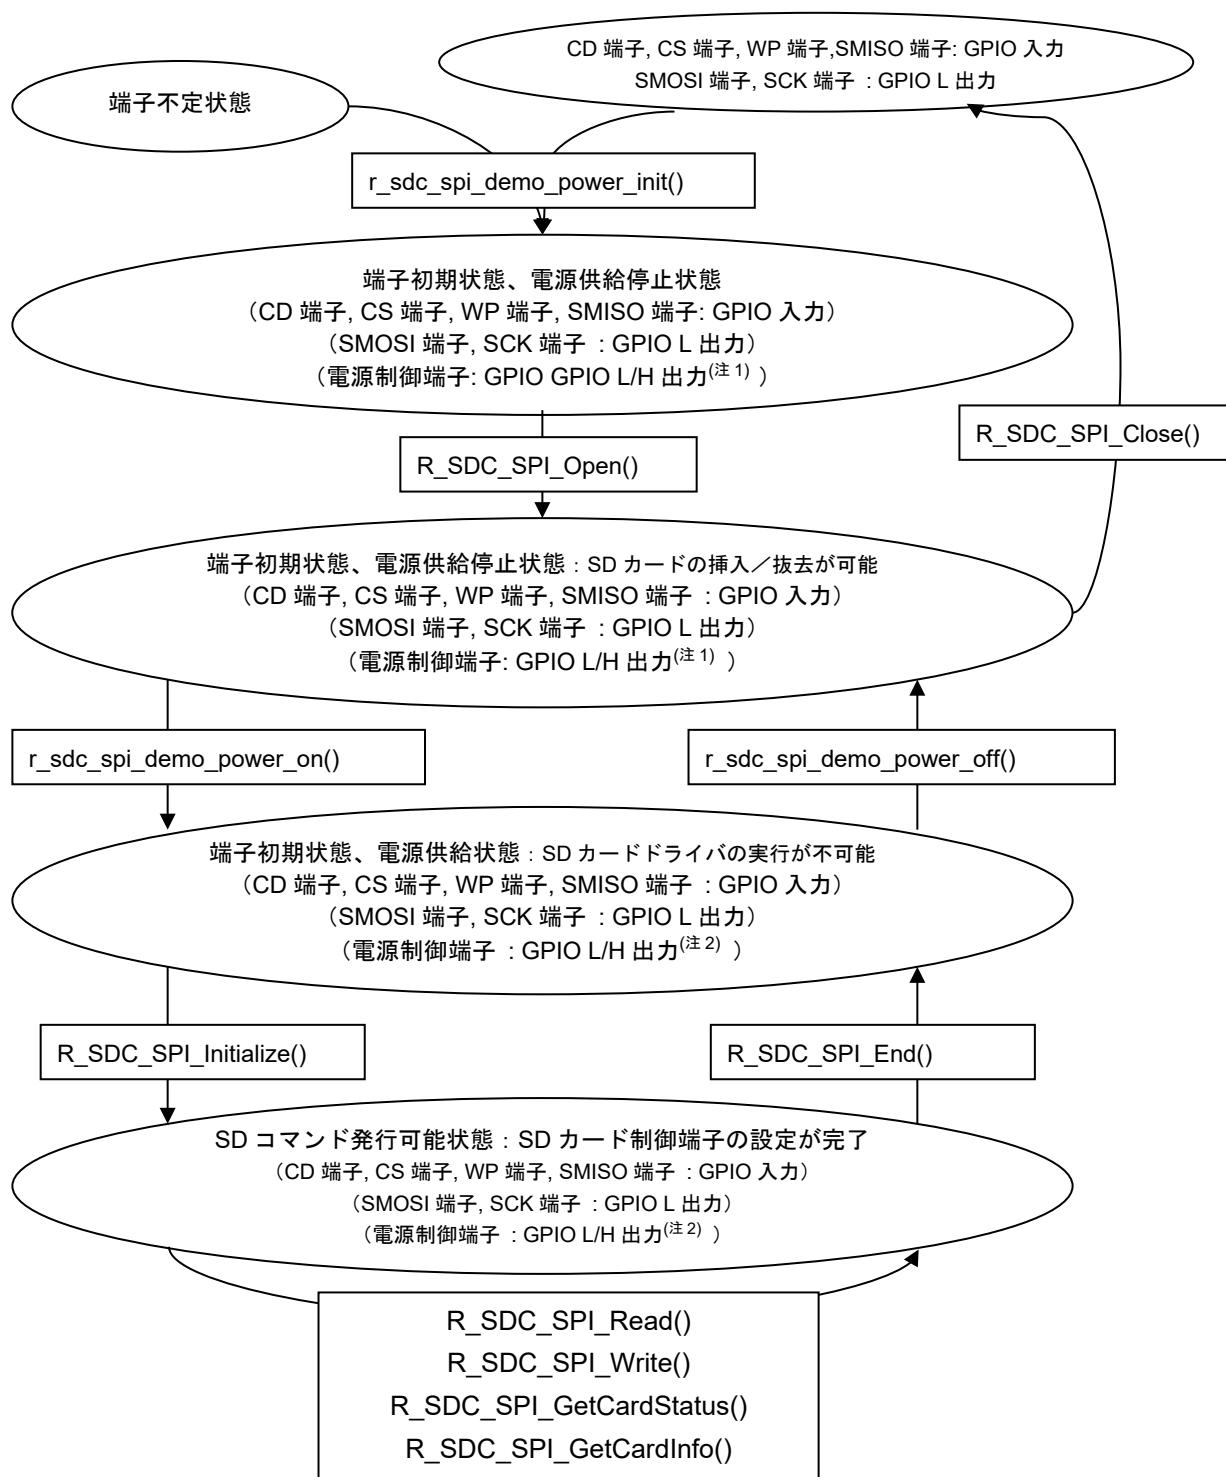 CD 端子, CS 端子, WP 端子,SMISO 端子: GPIO 入力
SMOSI 端子, SCK 端子 : GPIO L 出力
端子不定状態
r_sdc_spi_demo_power_init()
端子初期状態、電源供給停止状態
（CD 端子, CS 端子, WP 端子, SMISO 端子: GPIO 入力）
（SMOSI 端子, SCK 端子 : GPIO L 出力）
（電源制御端子: GPIO GPIO L/H 出力(注 1) ）
R_SDC_SPI_Close()
R_SDC_SPI_Open()
端子初期状態、電源供給停止状態：SD カードの挿入／抜去が可能
（CD 端子, CS 端子, WP 端子, SMISO 端子 : GPIO 入力）
（SMOSI 端子, SCK 端子 : GPIO L 出力）
（電源制御端子: GPIO L/H 出力(注 1) ）
r_sdc_spi_demo_power_on()
r_sdc_spi_demo_power_off()
端子初期状態、電源供給状態：SD カードドライバの実行が不可能
（CD 端子, CS 端子, WP 端子, SMISO 端子 : GPIO 入力）
（SMOSI 端子, SCK 端子 : GPIO L 出力）
（電源制御端子 : GPIO L/H 出力(注 2) ）
R_SDC_SPI_Initialize()
R_SDC_SPI_End()
SD コマンド発行可能状態：SD カード制御端子の設定が完了
（CD 端子, CS 端子, WP 端子, SMISO 端子 : GPIO 入力）
（SMOSI 端子, SCK 端子 : GPIO L 出力）
（電源制御端子 : GPIO L/H 出力(注 2) ）
R_SDC_SPI_Read()
R_SDC_SPI_Write()
R_SDC_SPI_GetCardStatus()
R_SDC_SPI_GetCardInfo()